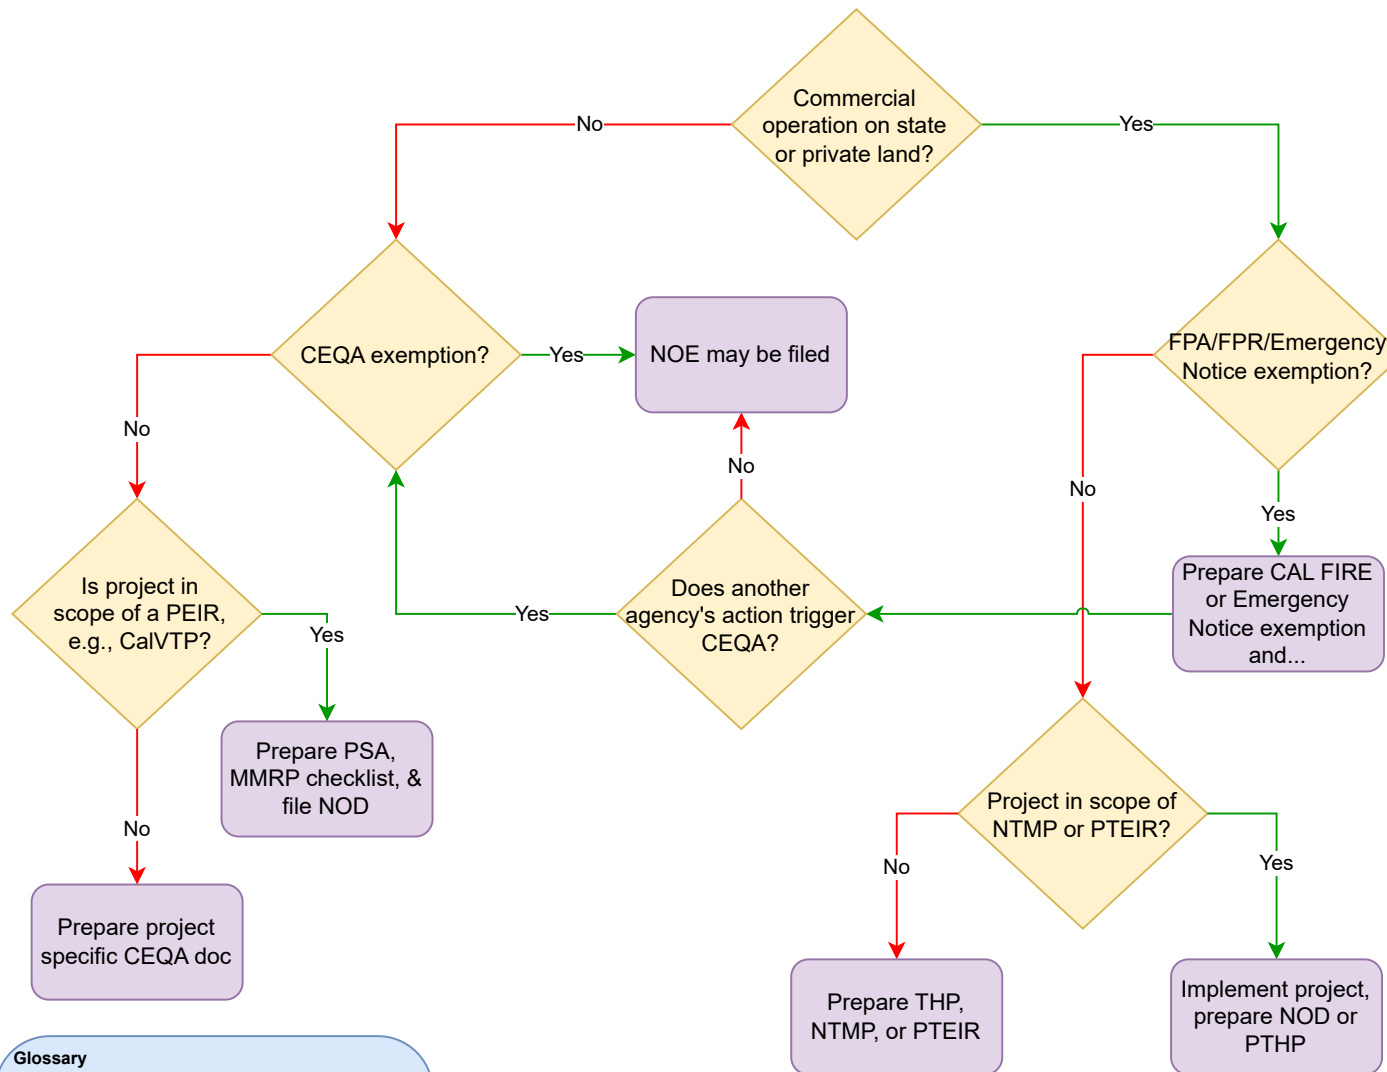 Commercial
operation on state
or private land?
No
Yes
CEQA exemption?
Yes
NOE may be filed
FPA/FPR/Emergency
Notice exemption?
No
No
No
Yes
Is project in
scope of a PEIR,
e.g., CalVTP?
Yes
Does another
agency's action trigger
CEQA?
Yes
Prepare CAL FIRE
or Emergency
Notice exemption
and...
Prepare PSA,
MMRP checklist, &
file NOD
Project in scope of
NTMP or PTEIR?
No
No
Yes
Prepare project
specific CEQA doc
Prepare THP,
NTMP, or PTEIR
Implement project,
prepare NOD or
PTHP
Glossary